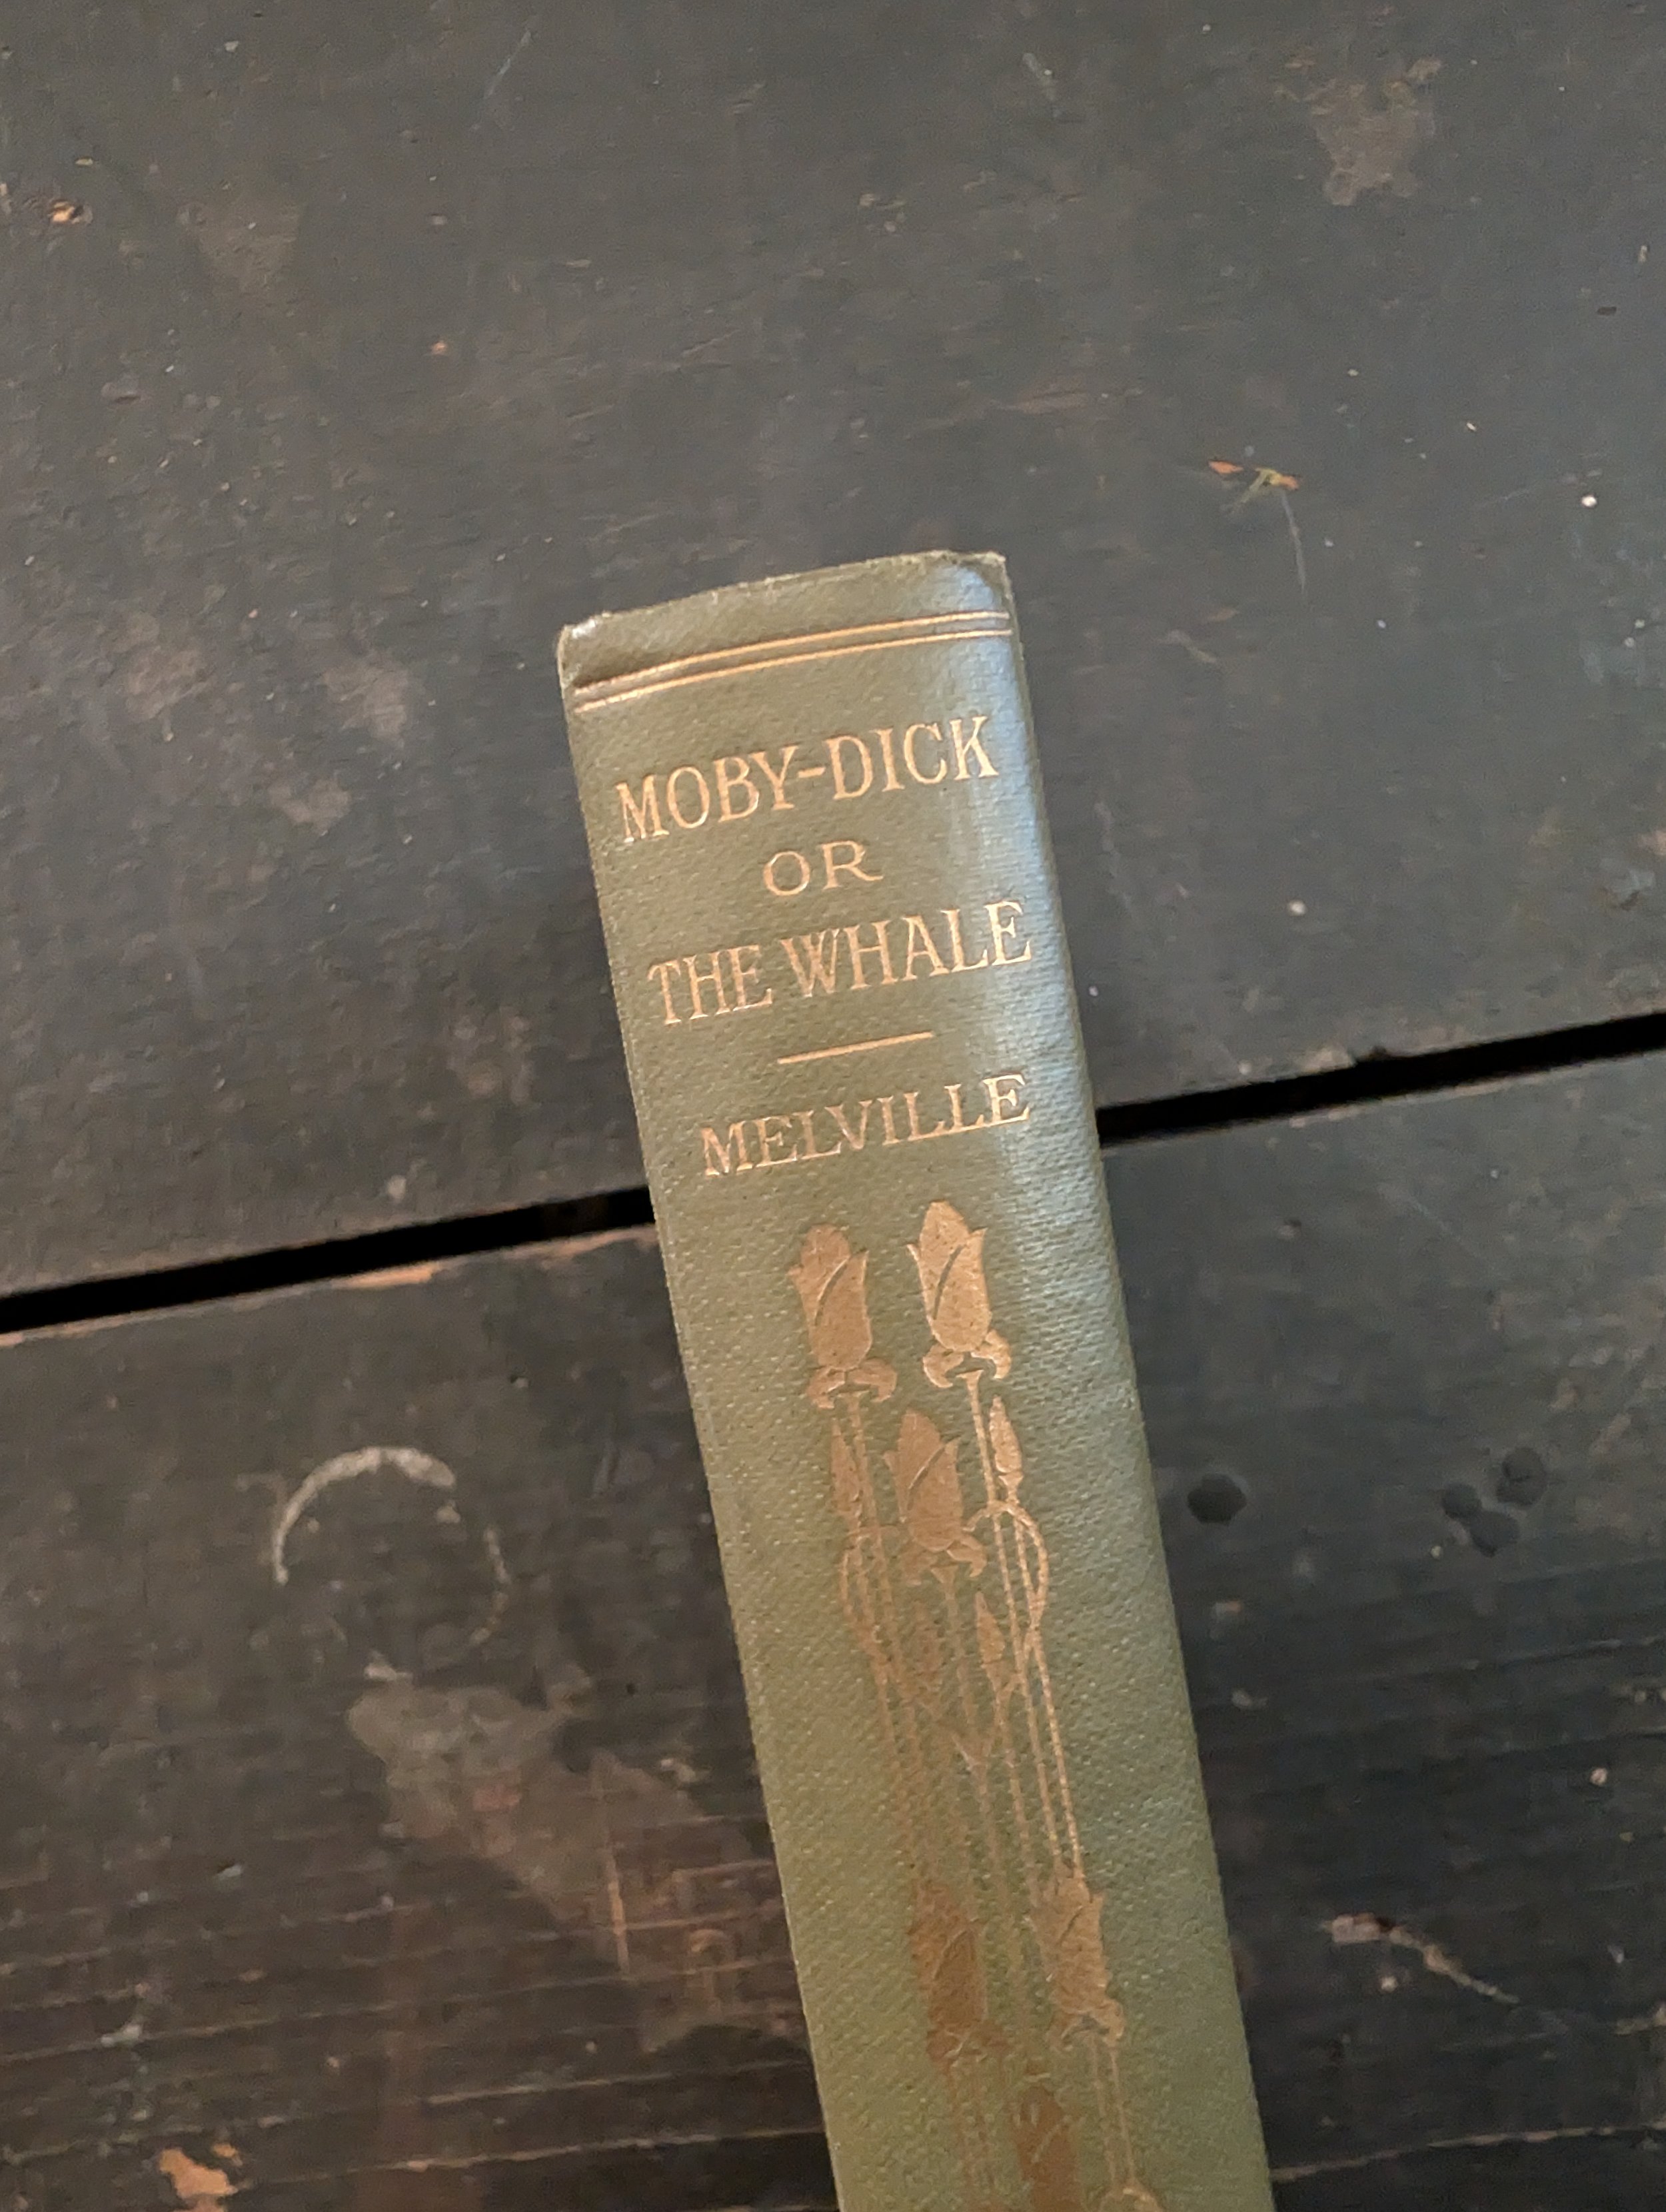 MOBY-DICK
OR
THE WHALE
MELVILLE